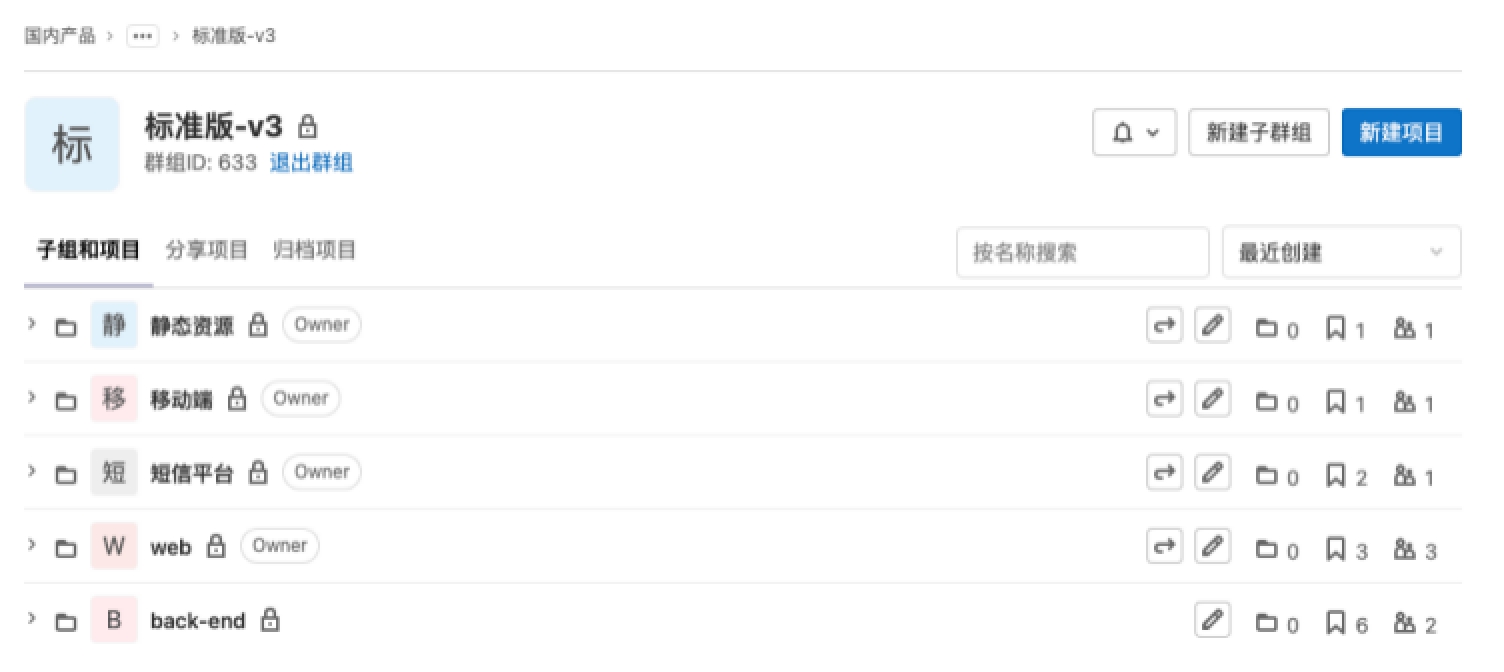 国内产品 > ••• > 标准版-v3
标 标准版-v3
群组ID: 633 退出群组
新建子群组 新建项目
子组和项目 分享项目 归档项目 按名称搜索 最近创建
静 静态资源 Owner 0 1 1
移 移动端 Owner 0 1 1
短 短信平台 Owner 0 2 1
W web Owner 0 3 3
B back-end 0 6 2